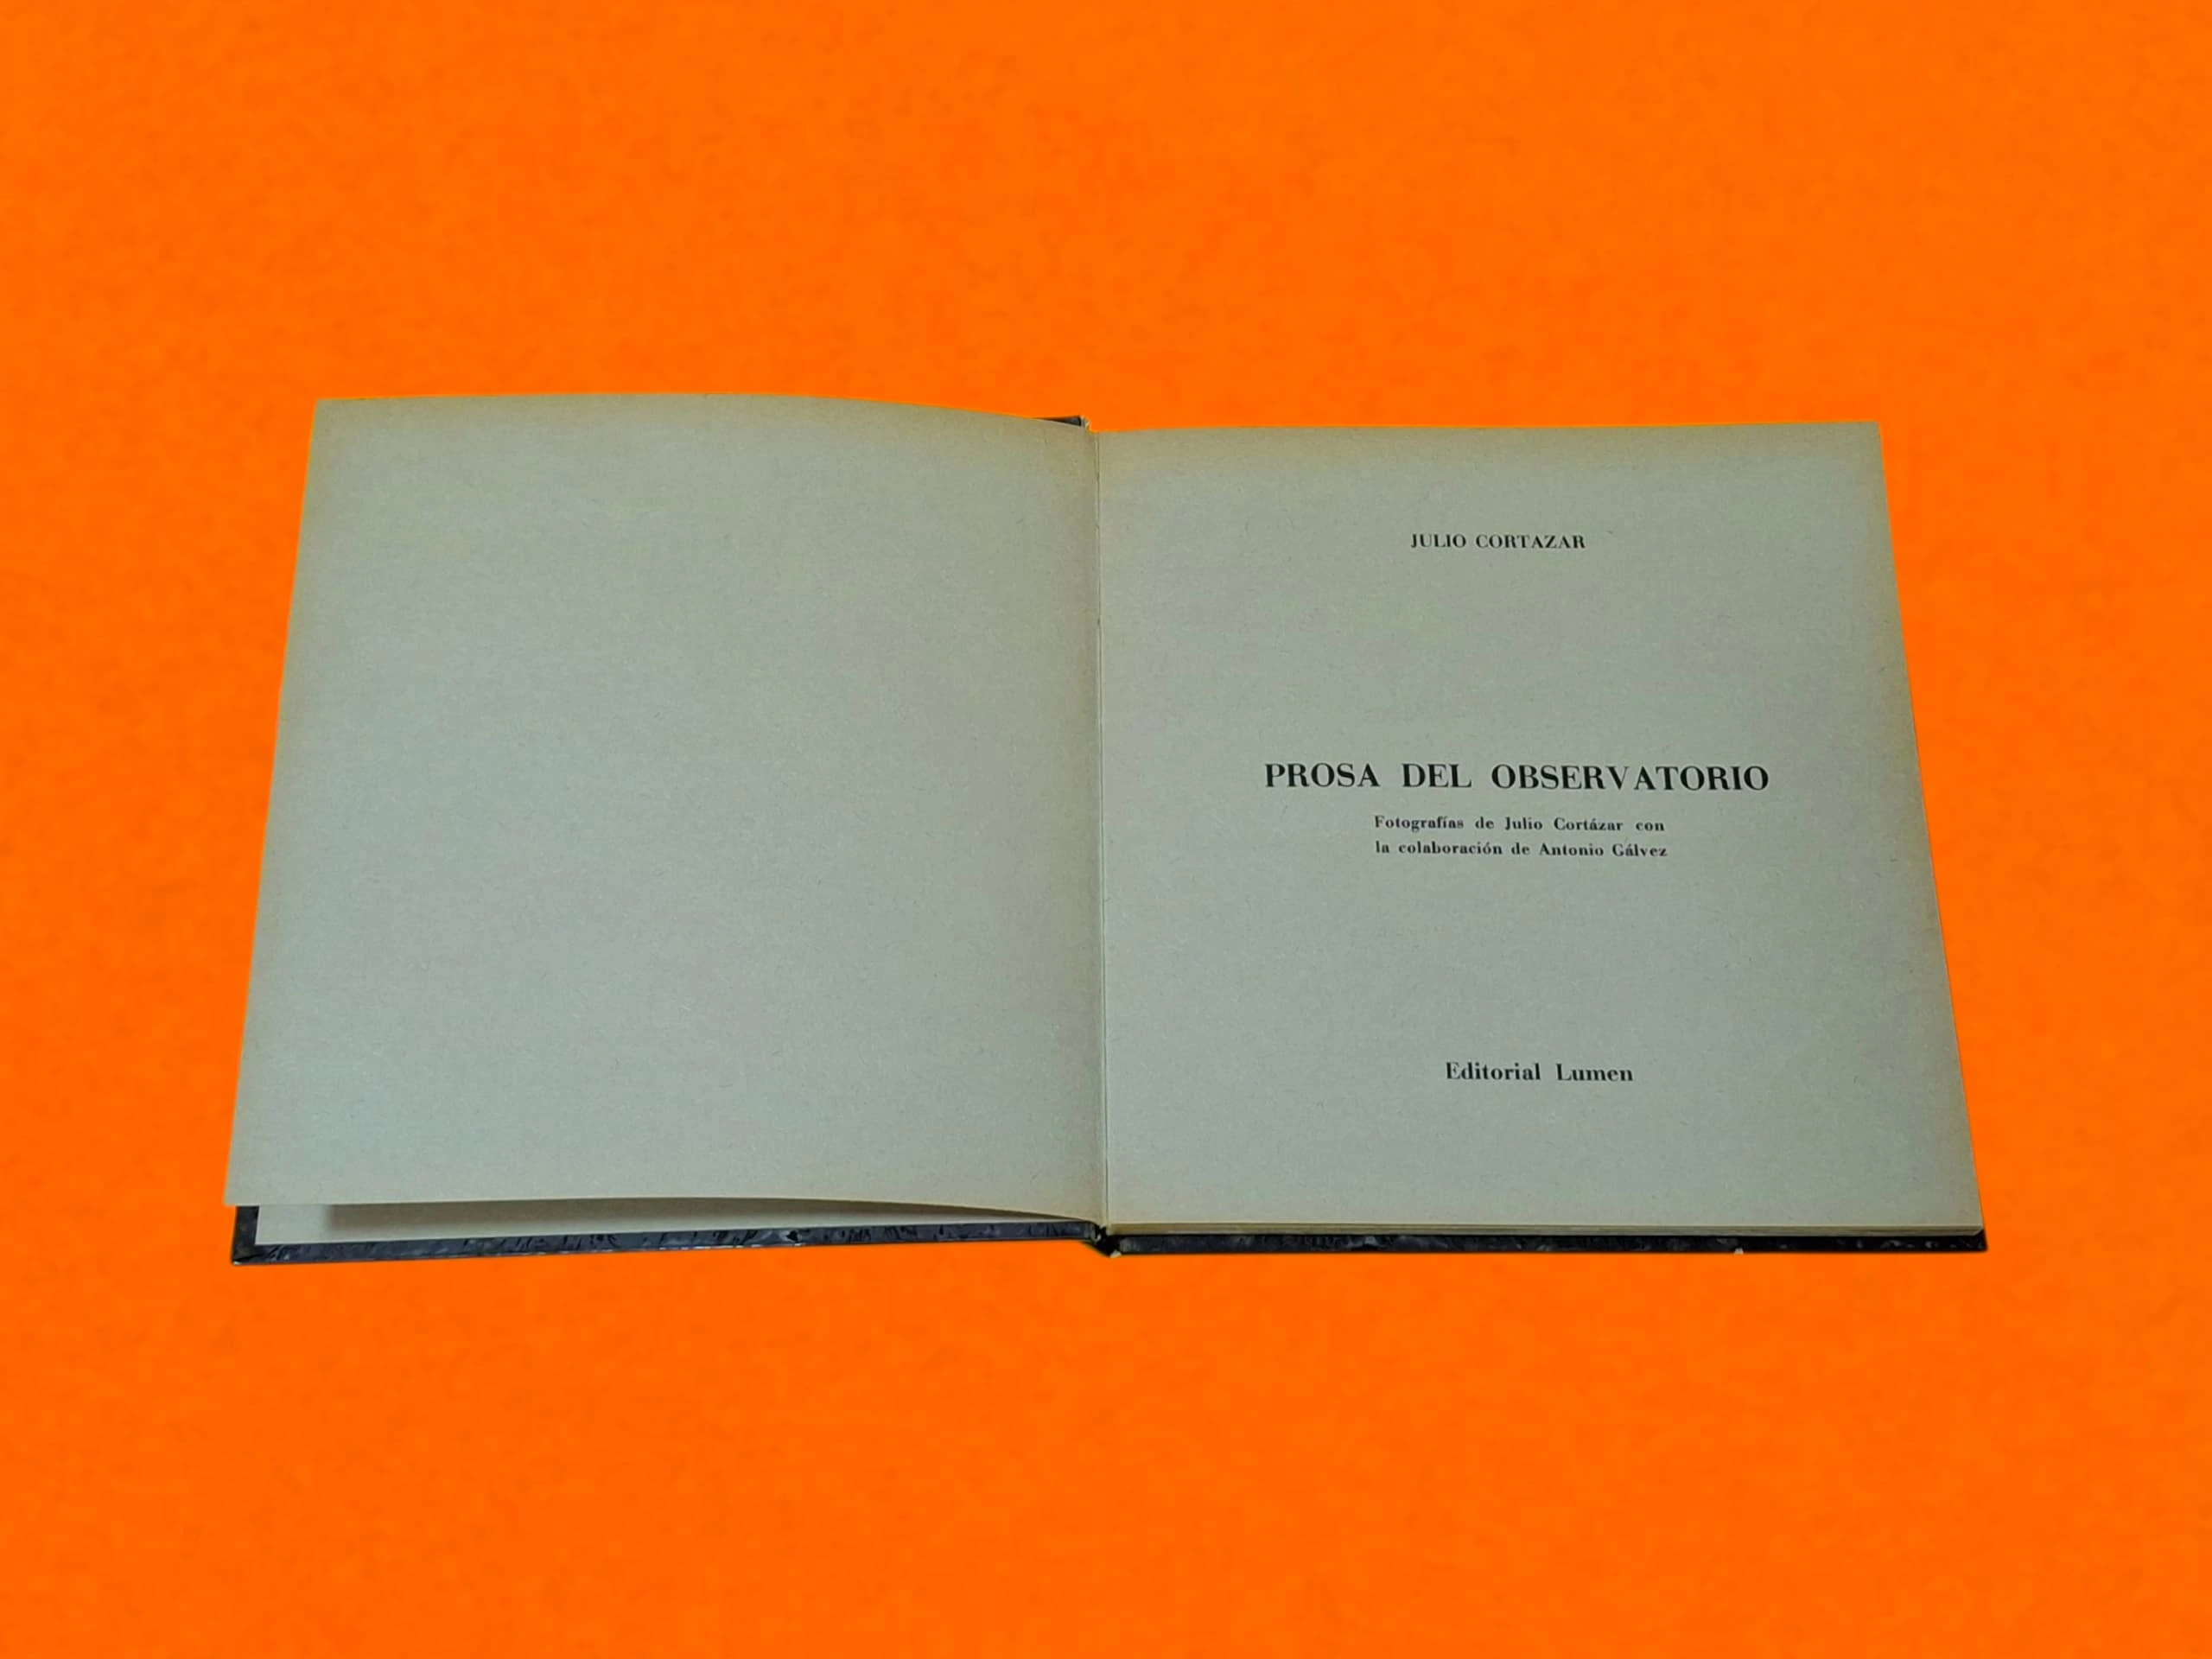 JULIO CORTAZAR
PROSA DEL OBSERVATORIO
Fotografías de Julio Cortázar con
la colaboración de Antonio Gálvez
Editorial Lumen